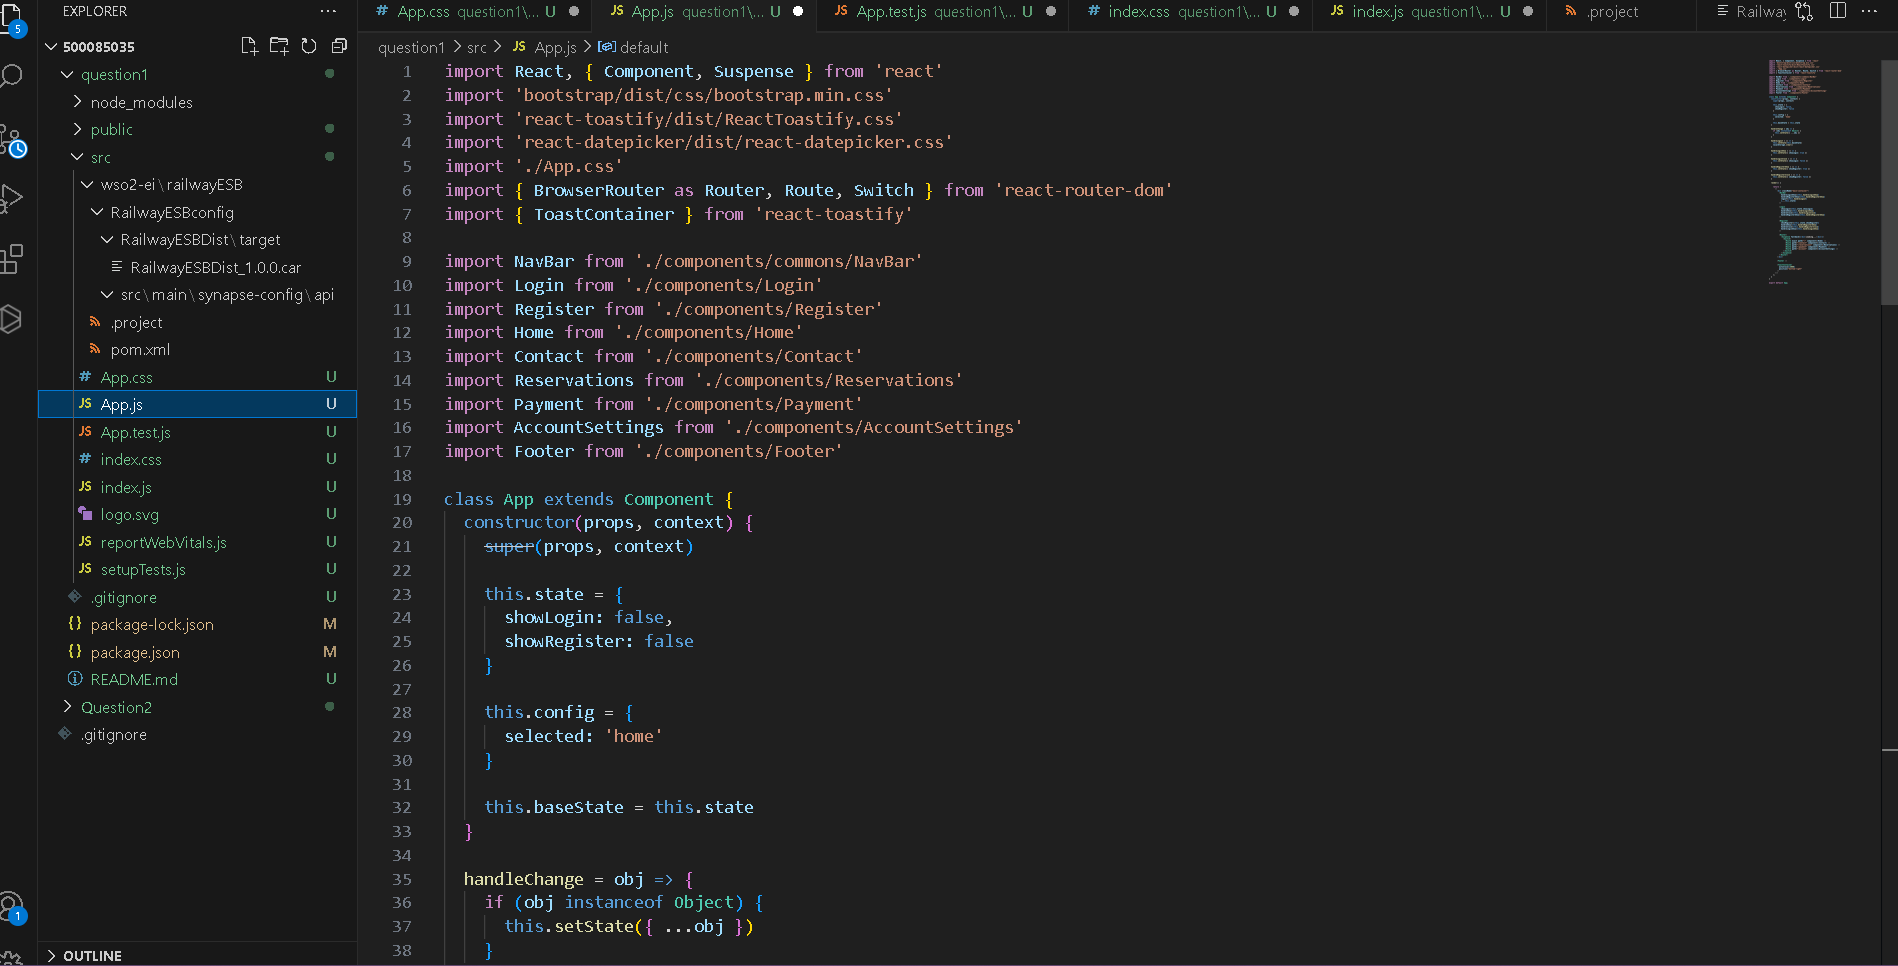 EXPLORER ...
500085035
question1
node_modules
public
src
wso2-ei\railwayESB
RailwayESBconfig
RailwayESBDist\target
RailwayESBDist_1.0.0.car
src\main\synapse-config\api
.project
pom.xml
# App.css U
JS App.js U
JS App.test.js U
# index.css U
JS index.js U
logo.svg U
JS reportWebVitals.js U
JS setupTests.js U
.gitignore U
{} package-lock.json M
{} package.json M
README.md U
Question2
.gitignore
OUTLINE
5
1
# App.css question1\... U
JS App.js question1\... U
JS App.test.js question1\... U
# index.css question1\... U
JS index.js question1\... U
.project
Railway
...
question1 > src > JS App.js > default
1 import React, { Component, Suspense } from 'react'
2 import 'bootstrap/dist/css/bootstrap.min.css'
3 import 'react-toastify/dist/ReactToastify.css'
4 import 'react-datepicker/dist/react-datepicker.css'
5 import './App.css'
6 import { BrowserRouter as Router, Route, Switch } from 'react-router-dom'
7 import { ToastContainer } from 'react-toastify'
8
9 import NavBar from './components/commons/NavBar'
10 import Login from './components/Login'
11 import Register from './components/Register'
12 import Home from './components/Home'
13 import Contact from './components/Contact'
14 import Reservations from './components/Reservations'
15 import Payment from './components/Payment'
16 import AccountSettings from './components/AccountSettings'
17 import Footer from './components/Footer'
18
19 class App extends Component {
20 constructor(props, context) {
21 super(props, context)
22
23 this.state = {
24 showLogin: false,
25 showRegister: false
26 }
27
28 this.config = {
29 selected: 'home'
30 }
31
32 this.baseState = this.state
33 }
34
35 handleChange = obj => {
36 if (obj instanceof Object) {
37 this.setState({ ...obj })
38 }